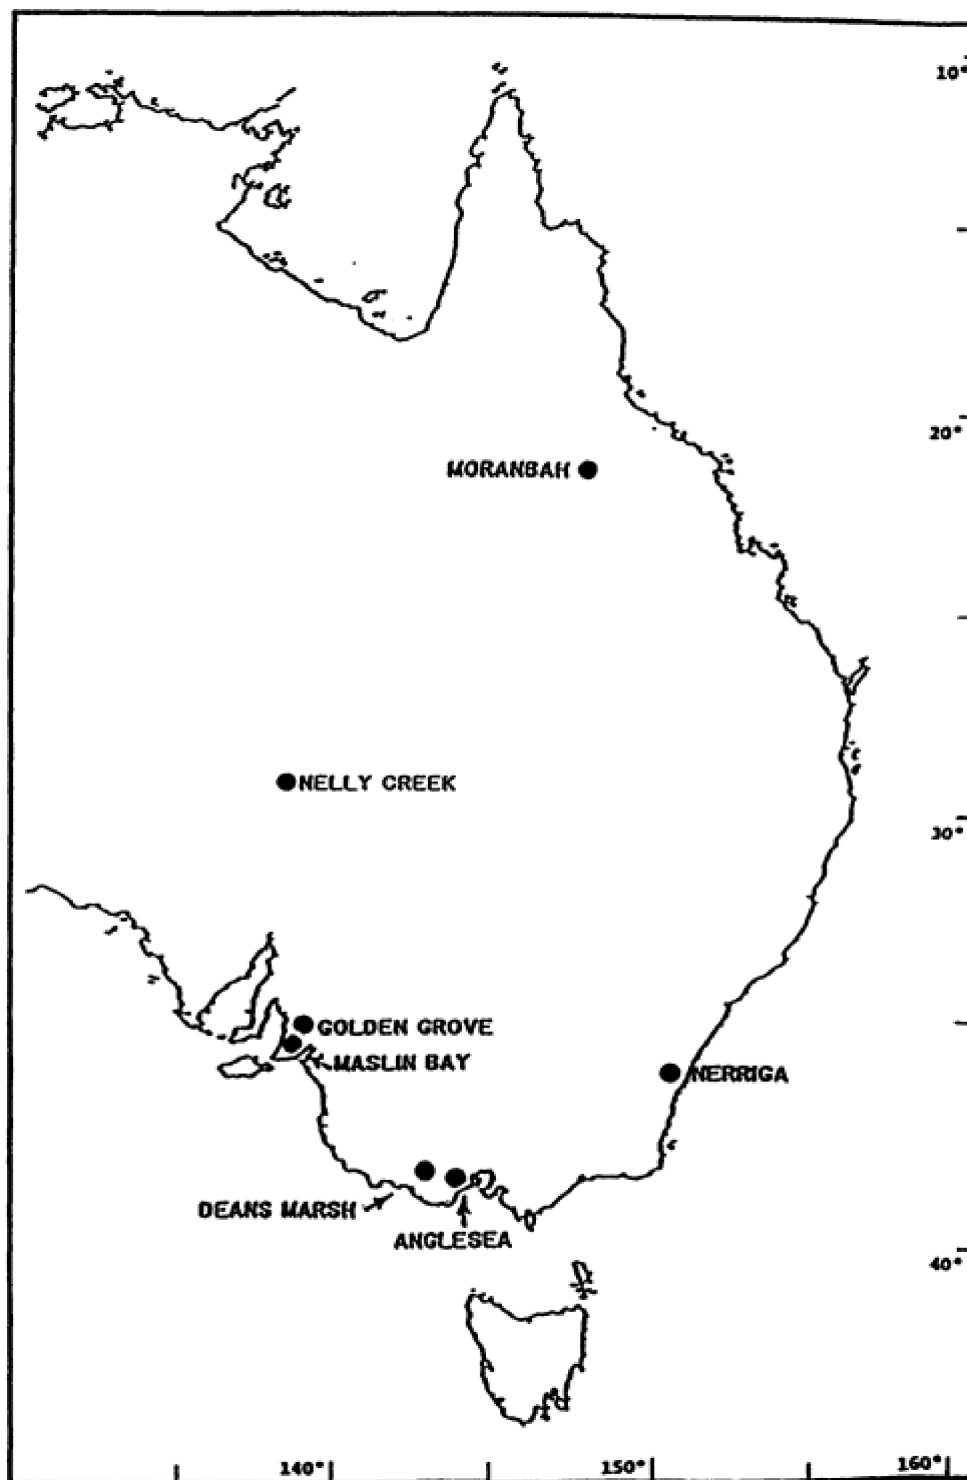 10°
20°
MORANBAH
NELLY CREEK
30°
GOLDEN GROVE
MASLIN BAY
NERRIGA
DEANS MARSH
ANGLESEA
40°
140° 150° 160°